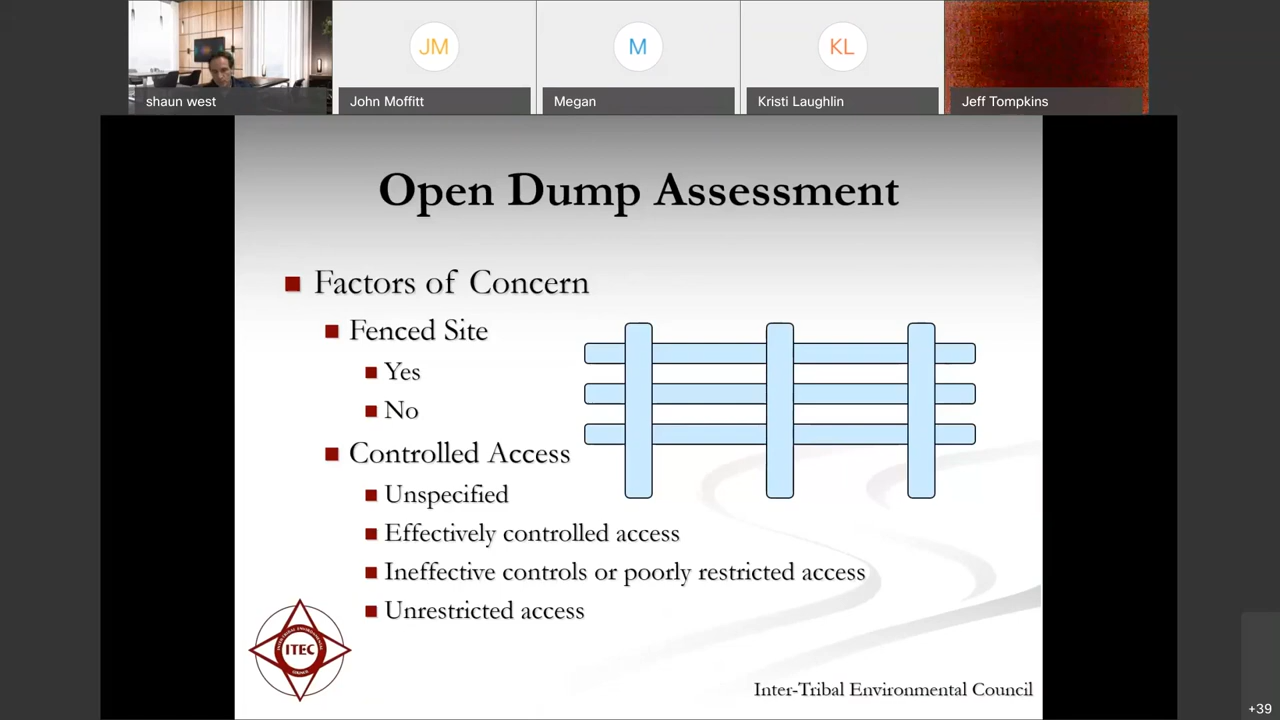 JM
M
KL
shaun west
John Moffitt
Megan
Kristi Laughlin
Jeff Tompkins
Open Dump Assessment
Factors of Concern
Fenced Site
Yes
No
Controlled Access
Unspecified
Effectively controlled access
Ineffective controls or poorly restricted access
Unrestricted access
ITEC
Inter-Tribal Environmental Council
+39